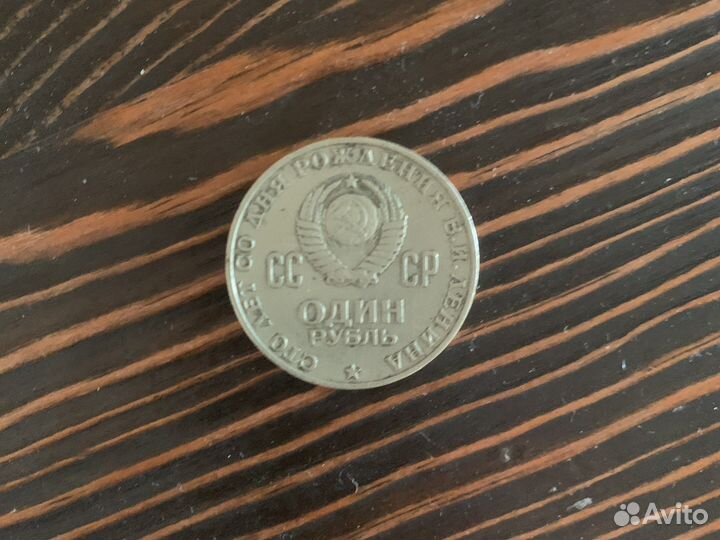 СТО ЛЕТ СО ДНЯ РОЖДЕНИЯ В.И. ЛЕНИНА
СС СР
ОДИН
РУБЛЬ
Avito